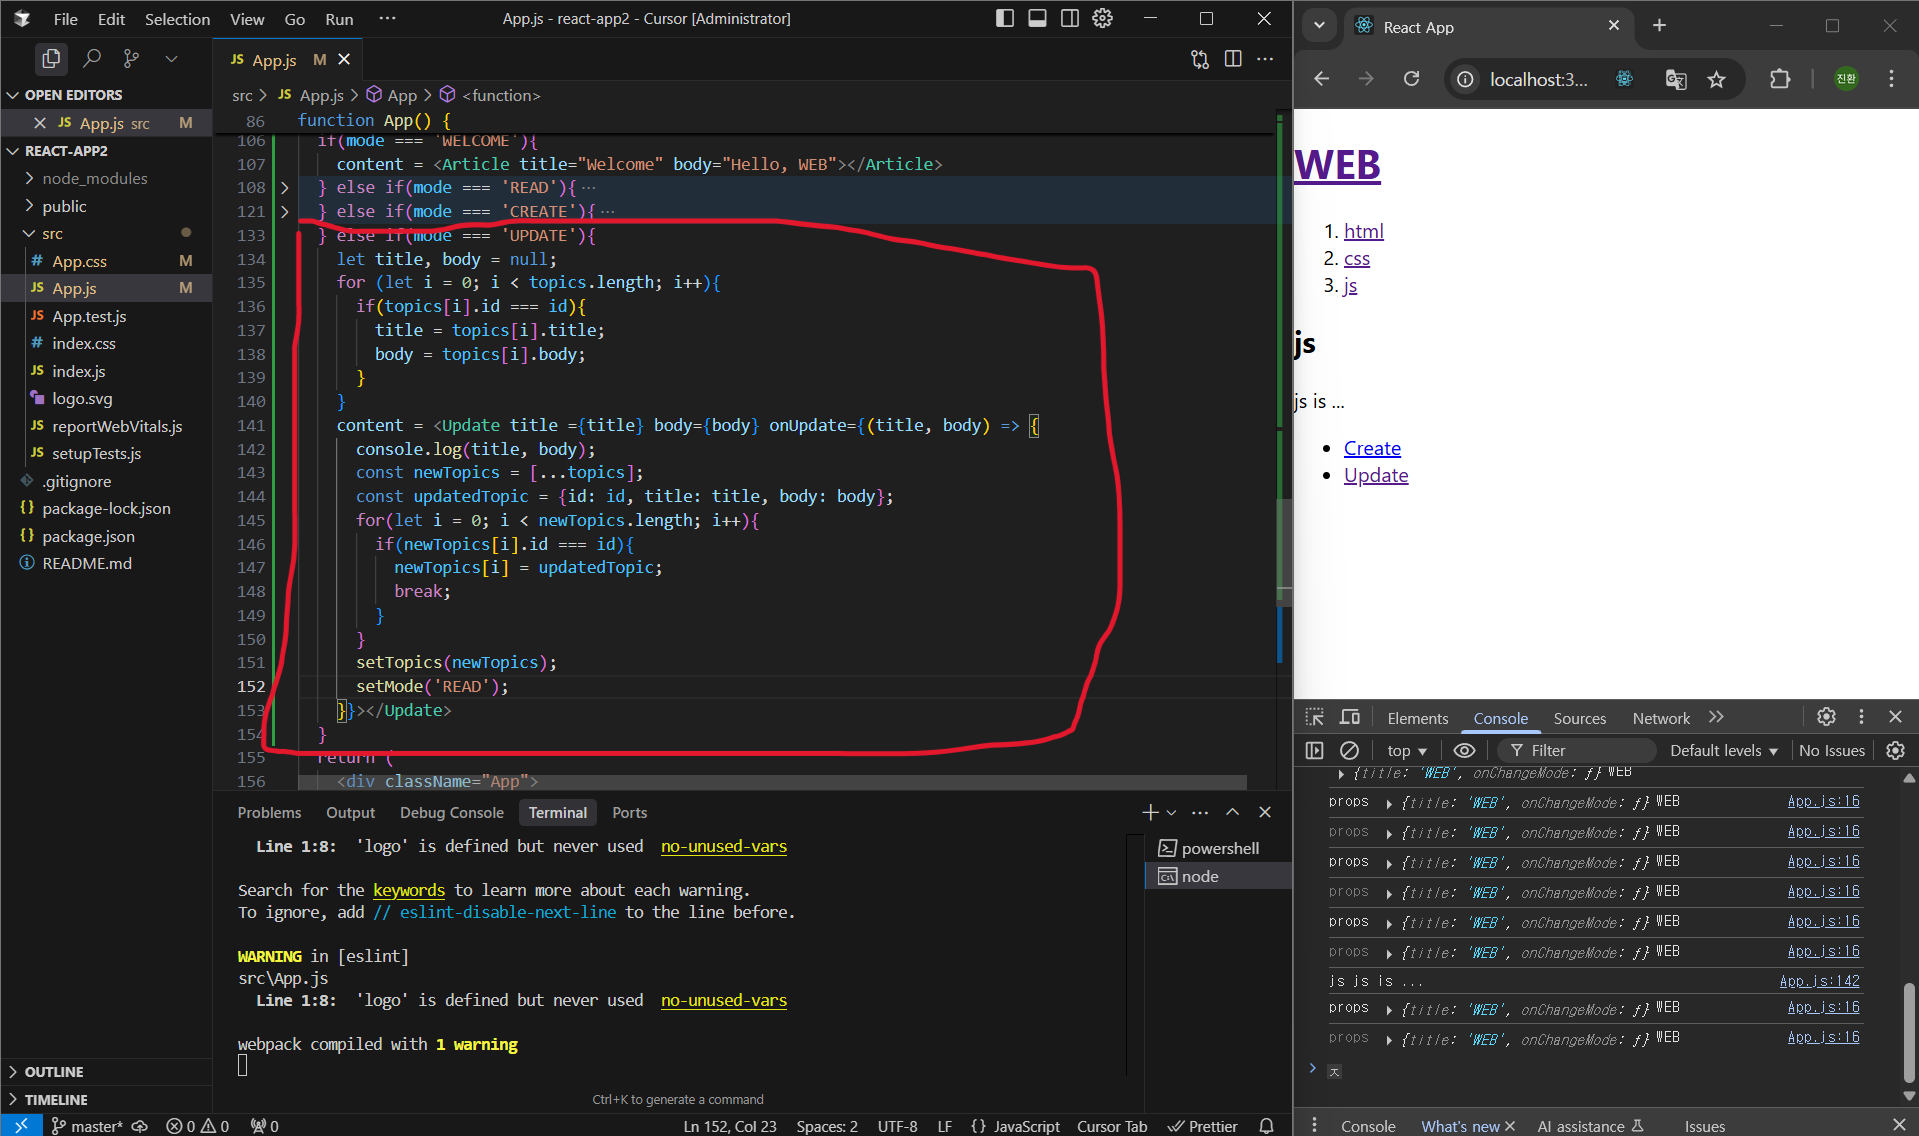 File Edit Selection View Go Run ··· App.js - react-app2 - Cursor [Administrator]
JS App.js M
src > JS App.js > App > <function>
OPEN EDITORS
JS App.js src M
REACT-APP2
node_modules
public
src
# App.css M
JS App.js M
JS App.test.js
# index.css
JS index.js
logo.svg
JS reportWebVitals.js
JS setupTests.js
.gitignore
{} package-lock.json
{} package.json
README.md
OUTLINE
TIMELINE
86 function App() {
106 if(mode === 'WELCOME'){
107 content = <Article title="Welcome" body="Hello, WEB"></Article>
108 } else if(mode === 'READ'){ ···
121 } else if(mode === 'CREATE'){ ···
133 } else if(mode === 'UPDATE'){
134 let title, body = null;
135 for (let i = 0; i < topics.length; i++){
136 if(topics[i].id === id){
137 title = topics[i].title;
138 body = topics[i].body;
139 }
140 }
141 content = <Update title ={title} body={body} onUpdate={(title, body) => {
142 console.log(title, body);
143 const newTopics = [...topics];
144 const updatedTopic = {id: id, title: title, body: body};
145 for(let i = 0; i < newTopics.length; i++){
146 if(newTopics[i].id === id){
147 newTopics[i] = updatedTopic;
148 break;
149 }
150 }
151 setTopics(newTopics);
152 setMode('READ');
153 }}></Update>
154 }
155 return (
156 <div className="App">
Problems Output Debug Console Terminal Ports
Line 1:8: 'logo' is defined but never used no-unused-vars
Search for the keywords to learn more about each warning.
To ignore, add // eslint-disable-next-line to the line before.
WARNING in [eslint]
src\App.js
Line 1:8: 'logo' is defined but never used no-unused-vars
webpack compiled with 1 warning
Ctrl+K to generate a command
powershell
node
master* 0 0 0 Ln 152, Col 23 Spaces: 2 UTF-8 LF {} JavaScript Cursor Tab Prettier
React App
localhost:3... 진환
WEB
1. html
2. css
3. js
js
js is ...
• Create
• Update
Elements Console Sources Network
top Filter Default levels No Issues
{title: 'WEB', onChangeMode: ƒ} WEB
props {title: 'WEB', onChangeMode: ƒ} WEB App.js:16
props {title: 'WEB', onChangeMode: ƒ} WEB App.js:16
props {title: 'WEB', onChangeMode: ƒ} WEB App.js:16
props {title: 'WEB', onChangeMode: ƒ} WEB App.js:16
props {title: 'WEB', onChangeMode: ƒ} WEB App.js:16
props {title: 'WEB', onChangeMode: ƒ} WEB App.js:16
js js is ... App.js:142
props {title: 'WEB', onChangeMode: ƒ} WEB App.js:16
props {title: 'WEB', onChangeMode: ƒ} WEB App.js:16
> ㅈ
Console What's new AI assistance Issues